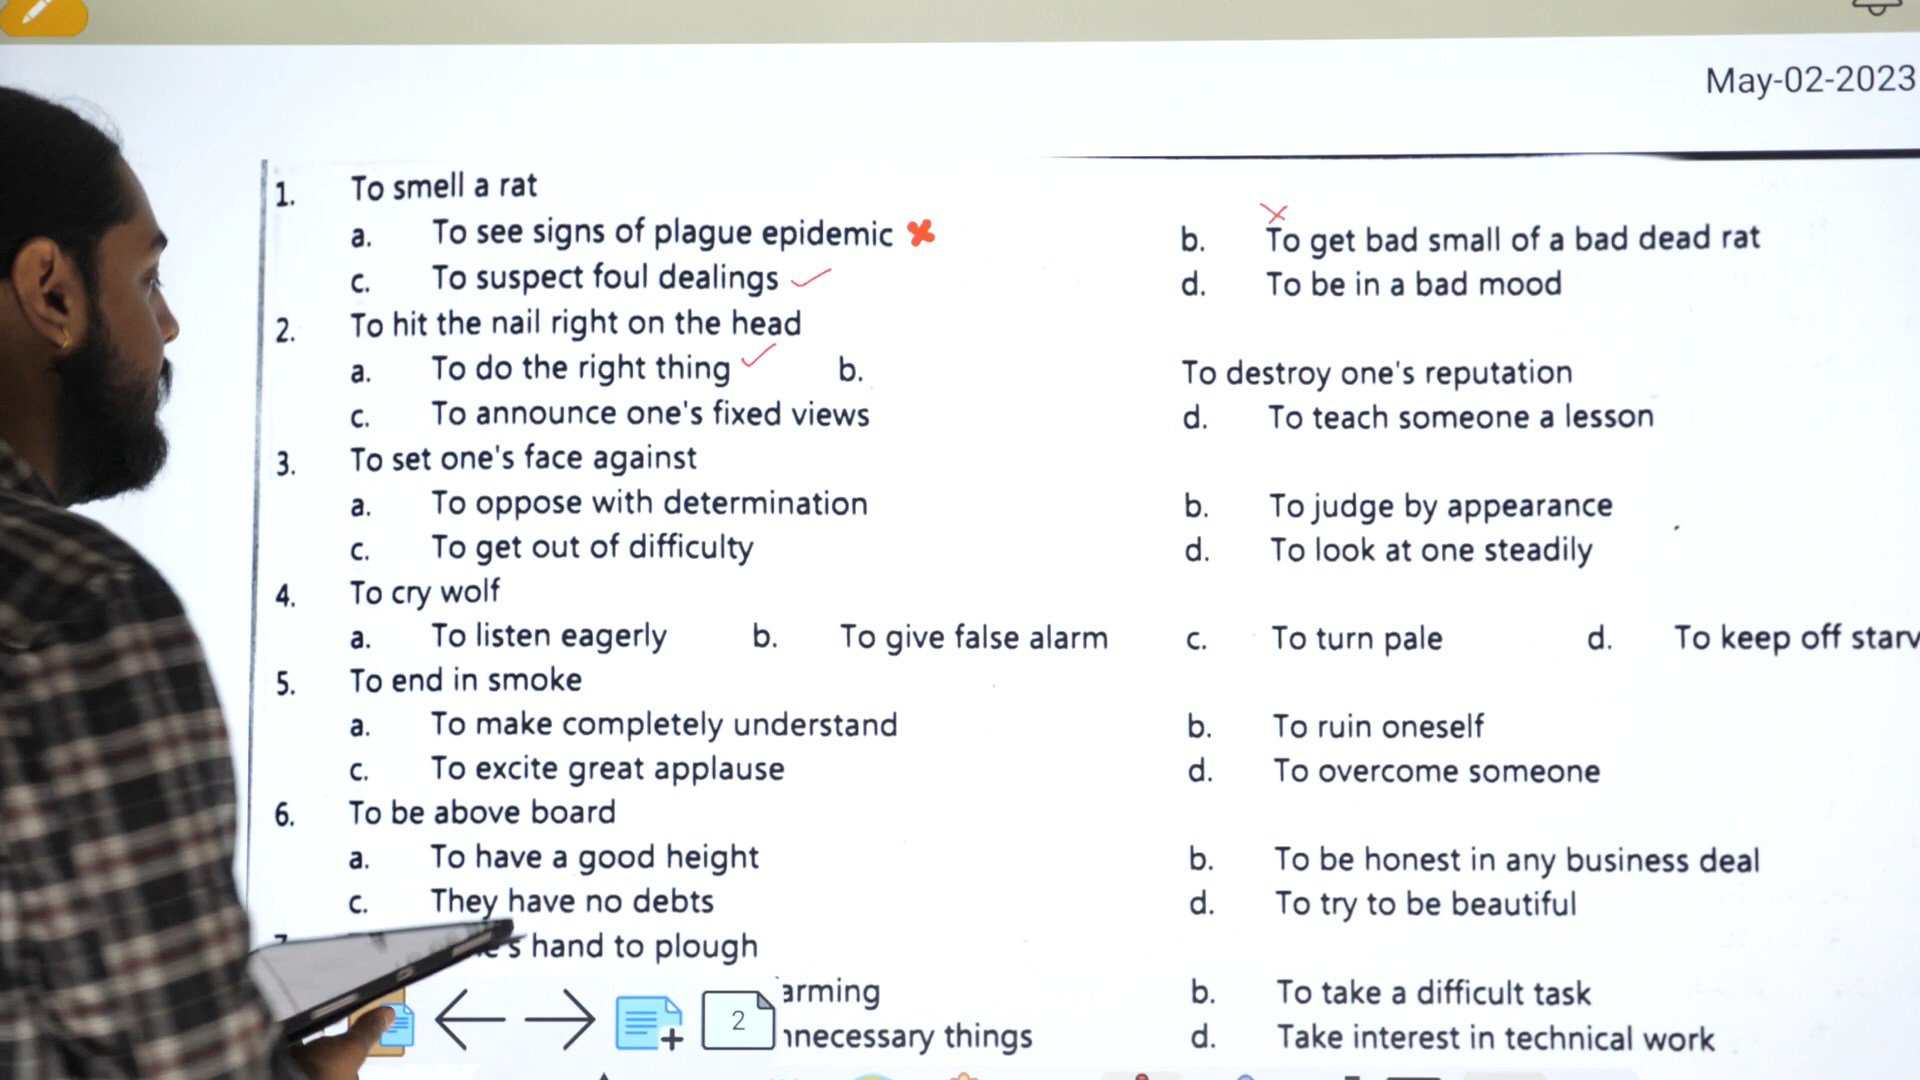 May-02-2023
1. To smell a rat
a. To see signs of plague epidemic b. To get bad small of a bad dead rat
c. To suspect foul dealings d. To be in a bad mood
2. To hit the nail right on the head
a. To do the right thing b. To destroy one's reputation
c. To announce one's fixed views d. To teach someone a lesson
3. To set one's face against
a. To oppose with determination b. To judge by appearance
c. To get out of difficulty d. To look at one steadily
4. To cry wolf
a. To listen eagerly b. To give false alarm c. To turn pale d. To keep off
5. To end in smoke
a. To make completely understand b. To ruin oneself
c. To excite great applause d. To overcome someone
6. To be above board
a. To have a good height b. To be honest in any business deal
c. They have no debts d. To try to be beautiful
hand to plough
b. To take a difficult task
things d. Take interest in technical work
2